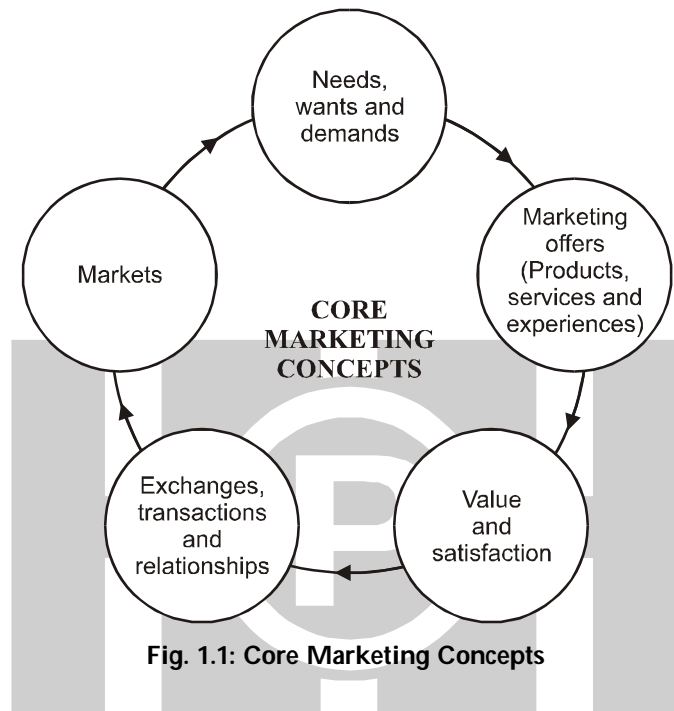 Needs,
wants and
demands
Marketing
offers
(Products,
services and
experiences)
Value
and
satisfaction
Exchanges,
transactions
and
relationships
Markets
CORE
MARKETING
CONCEPTS
P
Fig. 1.1: Core Marketing Concepts